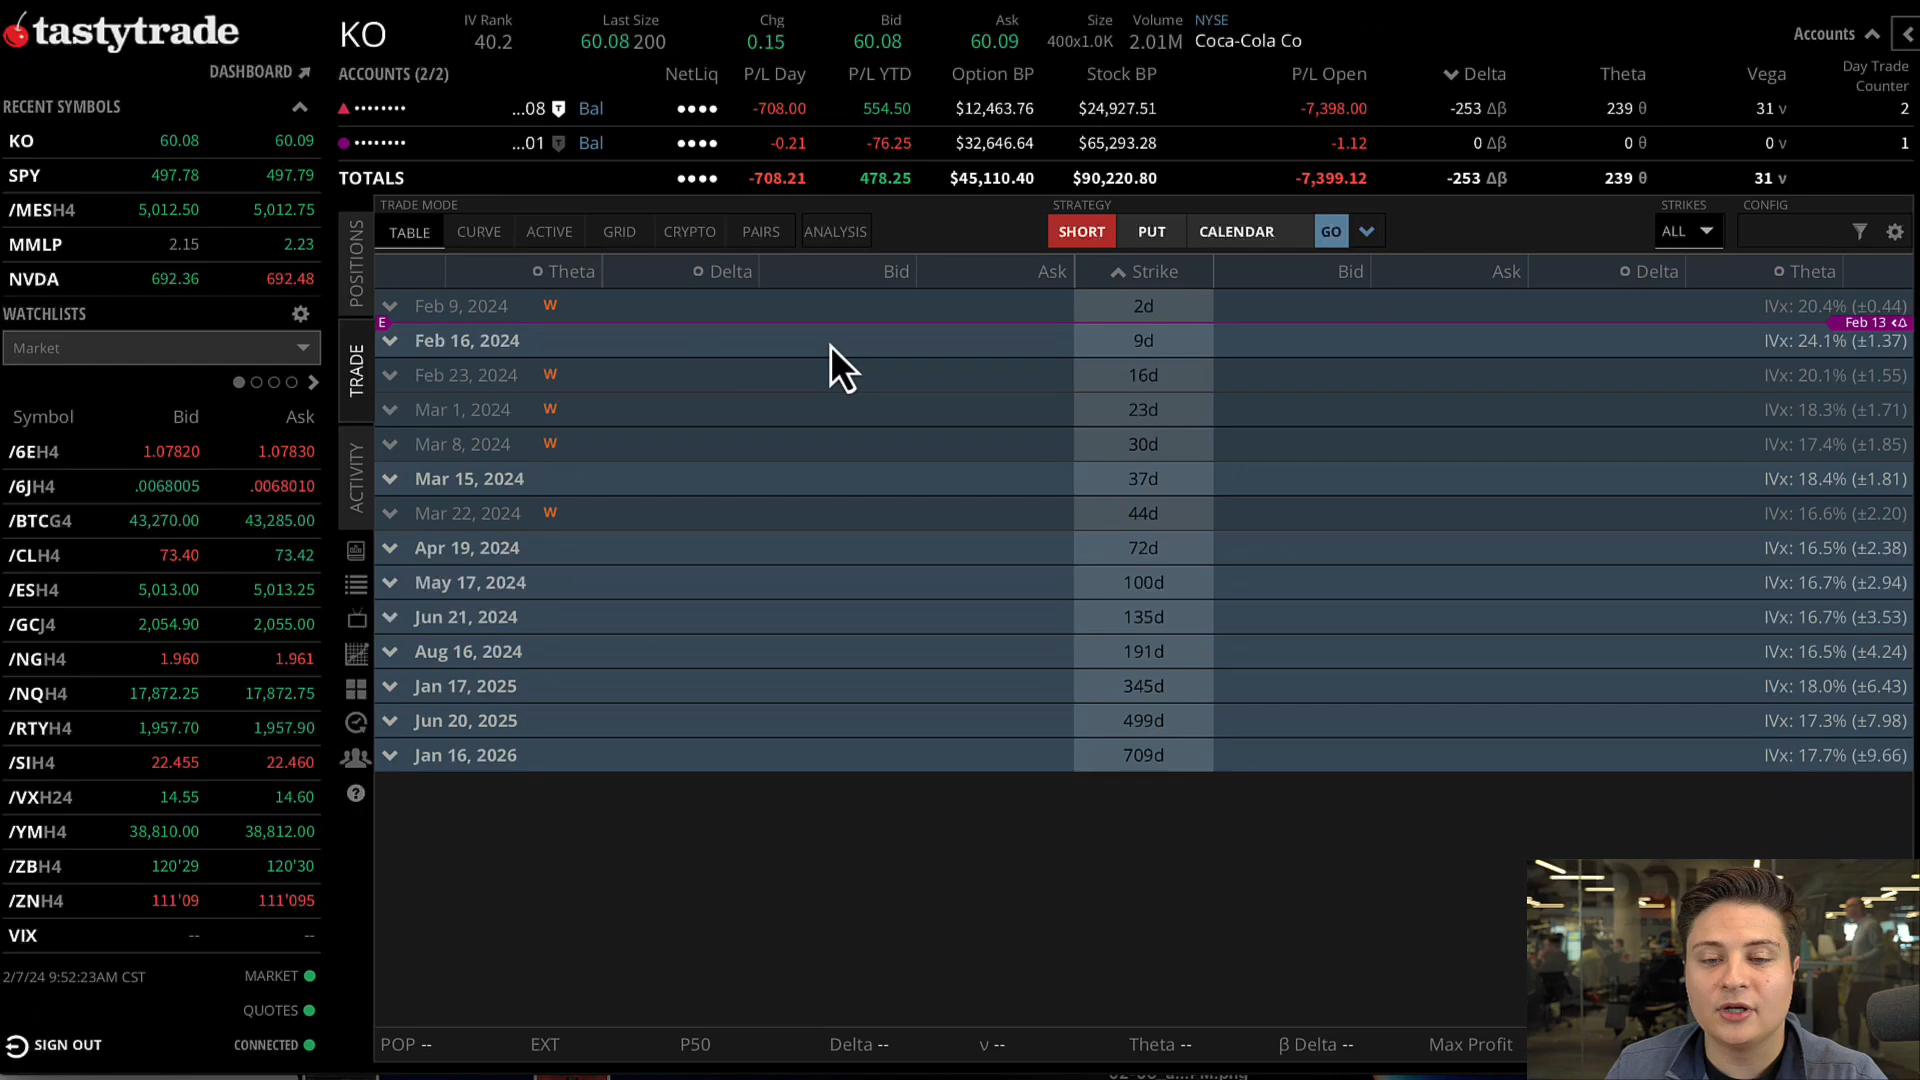 tastytrade
DASHBOARD
RECENT SYMBOLS
KO 60.08 60.09
SPY 497.78 497.79
/MESH4 5,012.50 5,012.75
MMLP 2.15 2.23
NVDA 692.36 692.48
WATCHLISTS
Market
Symbol Bid Ask
/6EH4 1.07820 1.07830
/6JH4 .0068005 .0068010
/BTCG4 43,270.00 43,285.00
/CLH4 73.40 73.42
/ESH4 5,013.00 5,013.25
/GCJ4 2,054.90 2,055.00
/NGH4 1.960 1.961
/NQH4 17,872.25 17,872.75
/RTYH4 1,957.70 1,957.90
/SIH4 22.455 22.460
/VXH24 14.55 14.60
/YMH4 38,810.00 38,812.00
/ZBH4 120'29 120'30
/ZNH4 111'09 111'095
VIX -- --
2/7/24 9:52:23AM CST MARKET
QUOTES
SIGN OUT CONNECTED
KO
IV Rank Last Size Chg Bid Ask Size Volume NYSE
40.2 60.08 200 0.15 60.08 60.09 400x1.0K 2.01M Coca-Cola Co
Accounts
ACCOUNTS (2/2) NetLiq P/L Day P/L YTD Option BP Stock BP P/L Open Delta Theta Vega Day Trade Counter
•••••••• ...08 T Bal •••• -708.00 554.50 $12,463.76 $24,927.51 -7,398.00 -253 Δβ 239 θ 31 v 2
•••••••• ...01 T Bal •••• -0.21 -76.25 $32,646.64 $65,293.28 -1.12 0 Δβ 0 θ 0 v 1
TOTALS •••• -708.21 478.25 $45,110.40 $90,220.80 -7,399.12 -253 Δβ 239 θ 31 v
TRADE MODE STRATEGY STRIKES CONFIG
TABLE CURVE ACTIVE GRID CRYPTO PAIRS ANALYSIS SHORT PUT CALENDAR GO ALL
POSITIONS
TRADE
ACTIVITY
Theta Delta Bid Ask Strike Bid Ask Delta Theta
Feb 9, 2024 W 2d IVx: 20.4% (±0.44)
E Feb 13
Feb 16, 2024 9d IVx: 24.1% (±1.37)
Feb 23, 2024 W 16d IVx: 20.1% (±1.55)
Mar 1, 2024 W 23d IVx: 18.3% (±1.71)
Mar 8, 2024 W 30d IVx: 17.4% (±1.85)
Mar 15, 2024 37d IVx: 18.4% (±1.81)
Mar 22, 2024 W 44d IVx: 16.6% (±2.20)
Apr 19, 2024 72d IVx: 16.5% (±2.38)
May 17, 2024 100d IVx: 16.7% (±2.94)
Jun 21, 2024 135d IVx: 16.7% (±3.53)
Aug 16, 2024 191d IVx: 16.5% (±4.24)
Jan 17, 2025 345d IVx: 18.0% (±6.43)
Jun 20, 2025 499d IVx: 17.3% (±7.98)
Jan 16, 2026 709d IVx: 17.7% (±9.66)
POP -- EXT P50 Delta -- v -- Theta -- β Delta -- Max Profit